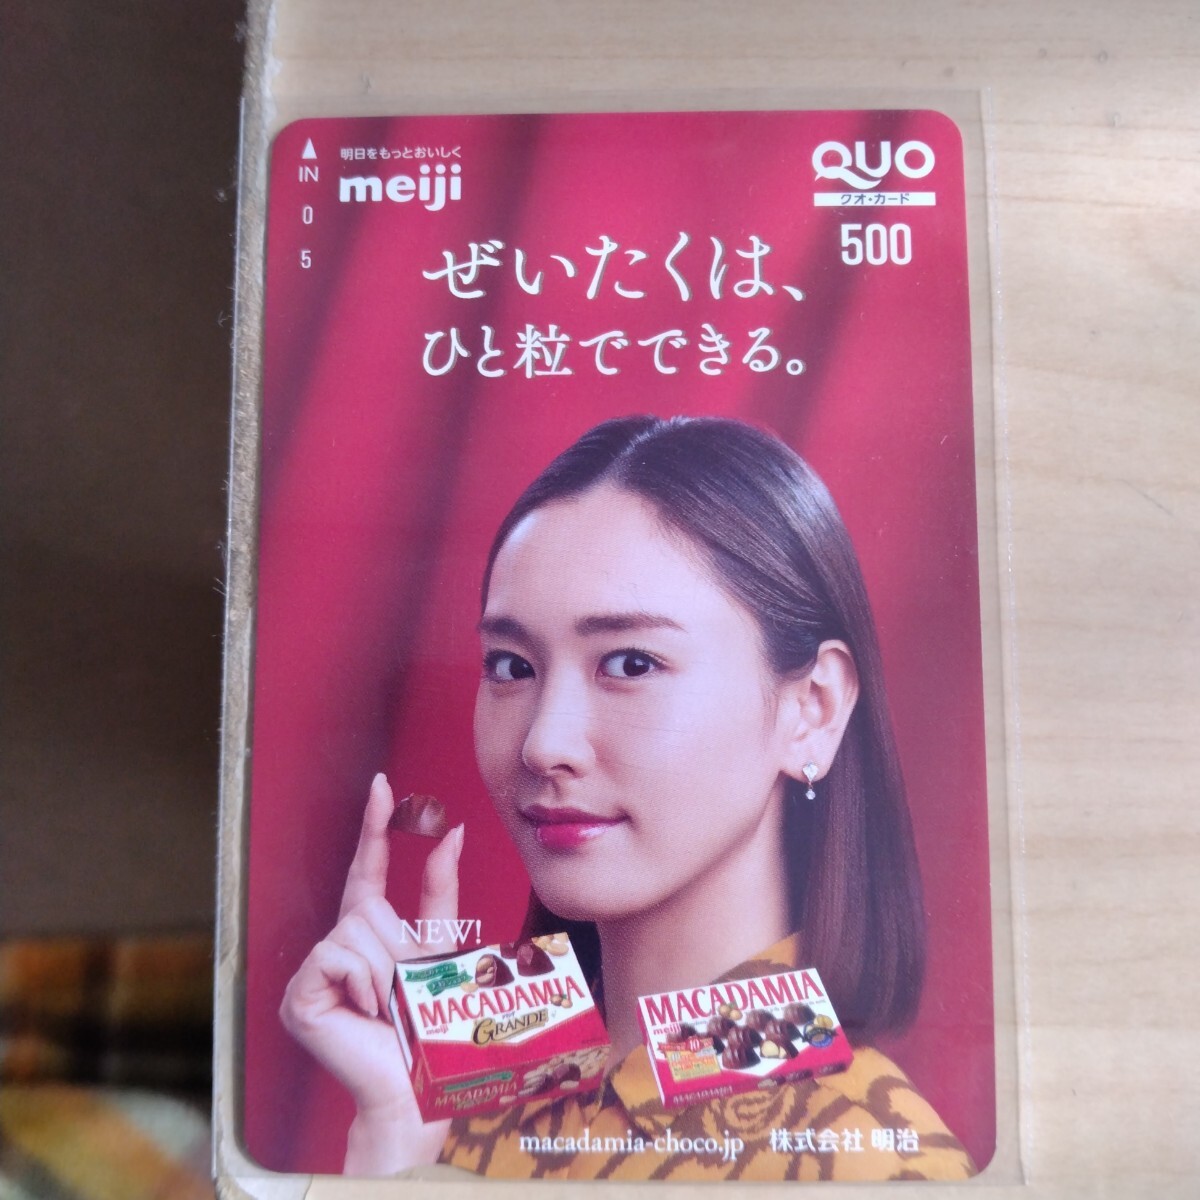 IN
0
5
明日をもっとおいしく
meiji
QUO
クオ・カード
500
ぜいたくは、
ひと粒でできる。
NEW!
MACADAMIA
meiji
GRANDE
MACADAMIA
MACADAMIA
meiji
MACADAMIA
macadamia-choco.jp 株式会社 明治